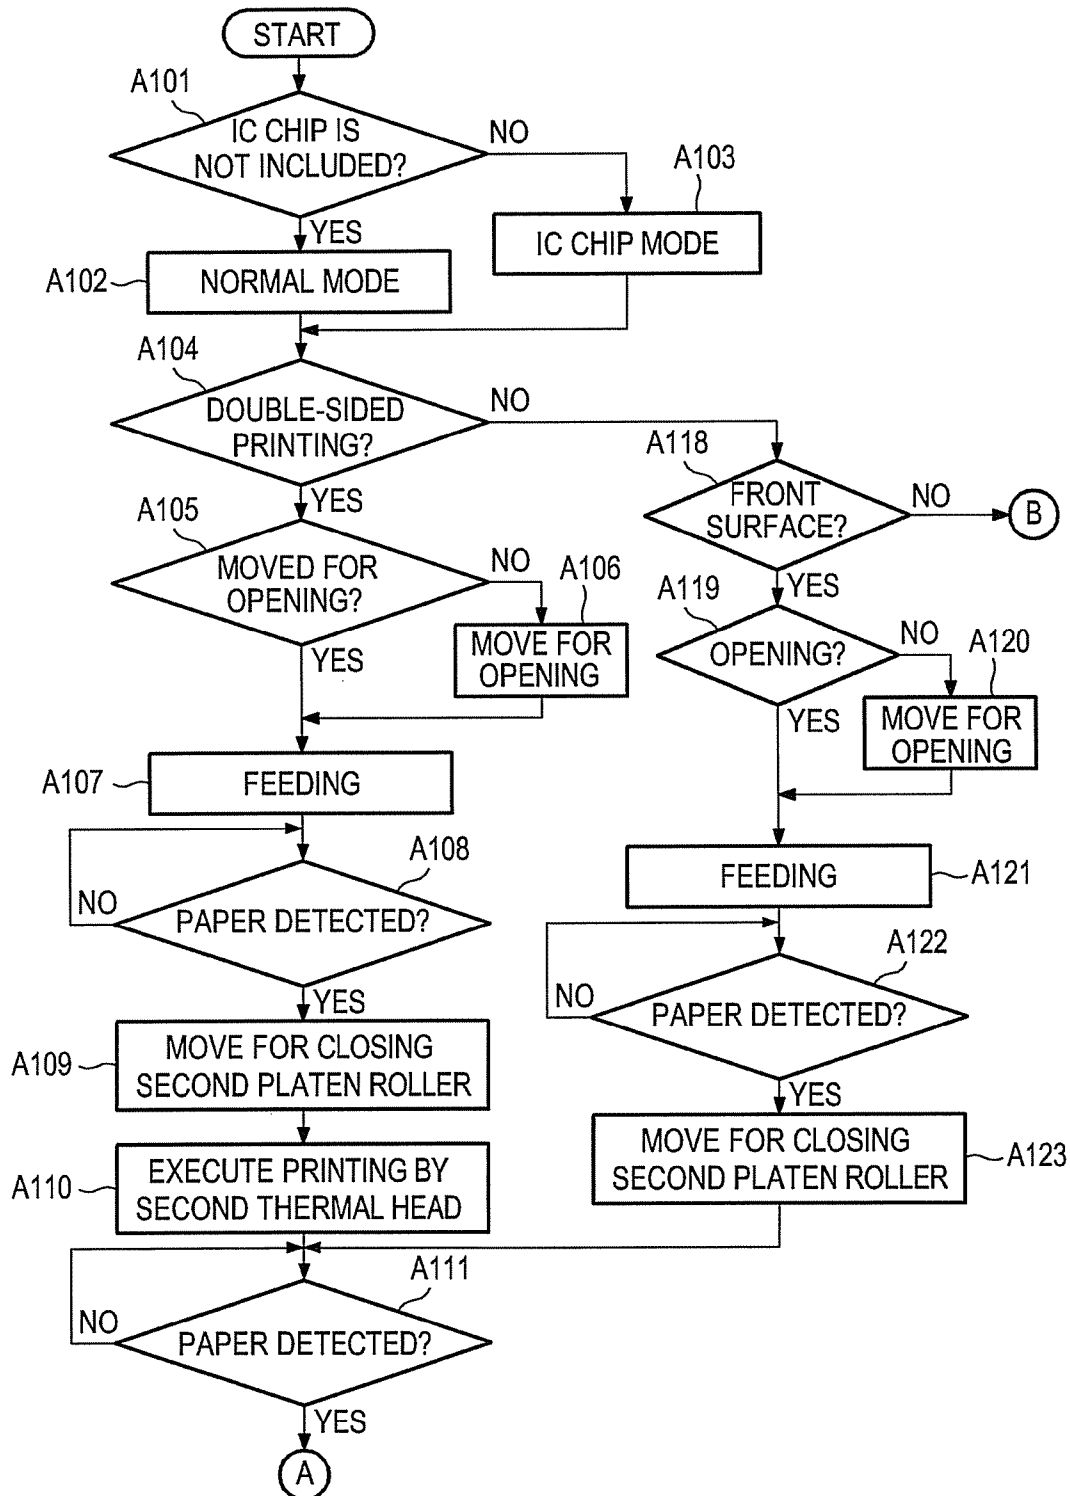 START
A101
IC CHIP IS
NOT INCLUDED?
NO
YES
A103
IC CHIP MODE
A102
NORMAL MODE
A104
DOUBLE-SIDED
PRINTING?
NO
YES
A118
FRONT
SURFACE?
NO
B
YES
A105
MOVED FOR
OPENING?
NO
YES
A106
MOVE FOR
OPENING
A119
OPENING?
NO
YES
A120
MOVE FOR
OPENING
A107
FEEDING
A108
PAPER DETECTED?
NO
YES
A121
FEEDING
A122
PAPER DETECTED?
NO
YES
A109
MOVE FOR CLOSING
SECOND PLATEN ROLLER
A110
EXECUTE PRINTING BY
SECOND THERMAL HEAD
A123
MOVE FOR CLOSING
SECOND PLATEN ROLLER
A111
PAPER DETECTED?
NO
YES
A